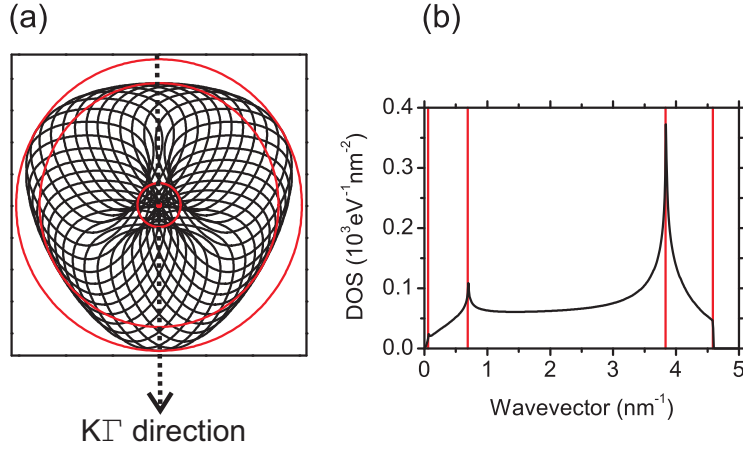 (a)
KΓ direction
(b)
DOS (10³eV⁻¹nm⁻²)
0.4
0.3
0.2
0.1
0.0
0 1 2 3 4 5
Wavevector (nm⁻¹)